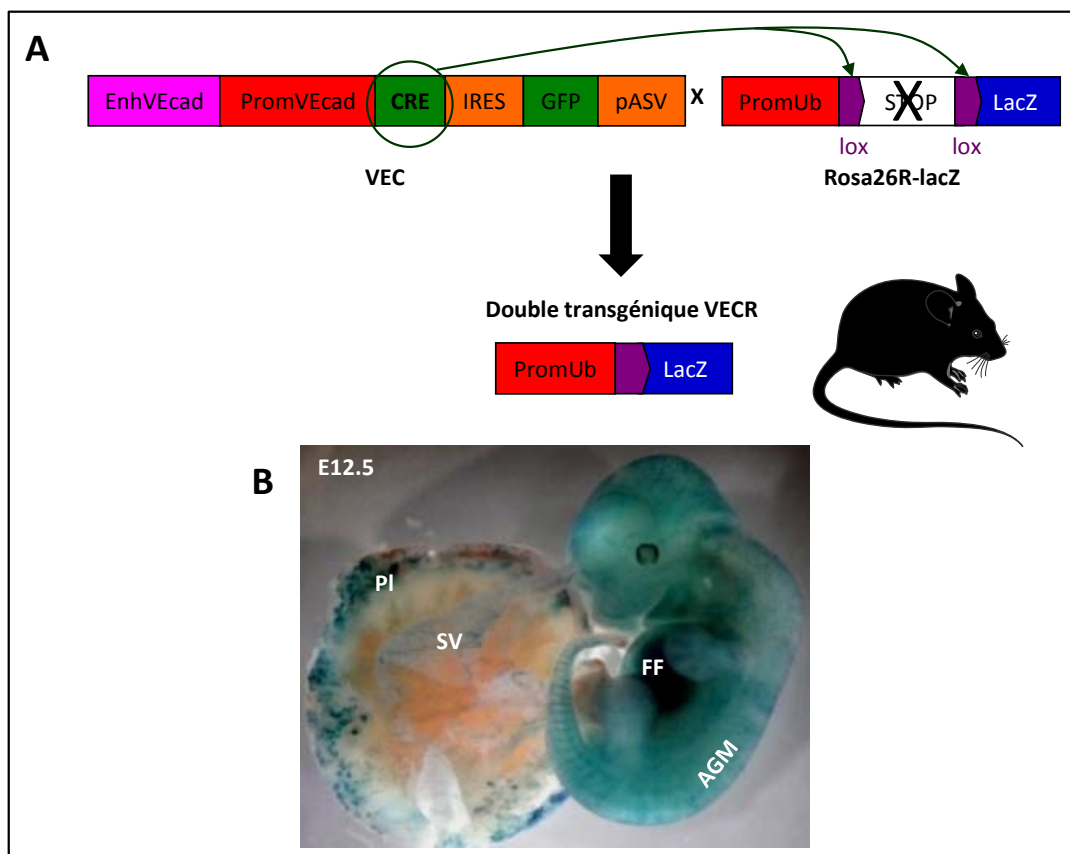 A
EnhVEcad PromVEcad CRE IRES GFP pASV X PromUb STOP LacZ
lox lox
VEC Rosa26R-lacZ
Double transgénique VECR
PromUb LacZ
B
E12.5
Pl
SV
FF
AGM